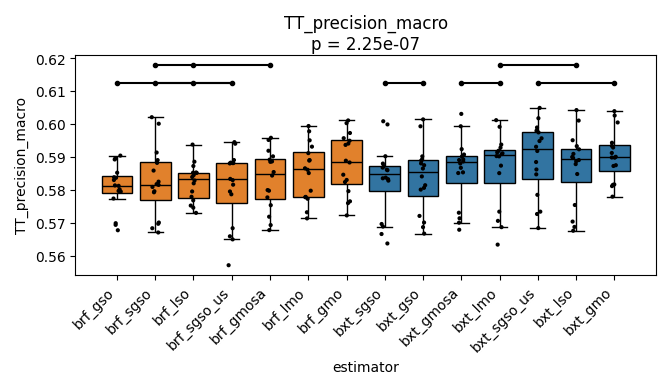 TT_precision_macro
p = 2.25e-07
TT_precision_macro
0.62
0.61
0.60
0.59
0.58
0.57
0.56
brf_gso
brf_sgso
brf_lso
brf_sgso_us
brf_gmosa
brf_lmo
brf_gmo
bxt_sgso
bxt_gso
bxt_gmosa
bxt_lmo
bxt_sgso_us
bxt_lso
bxt_gmo
estimator